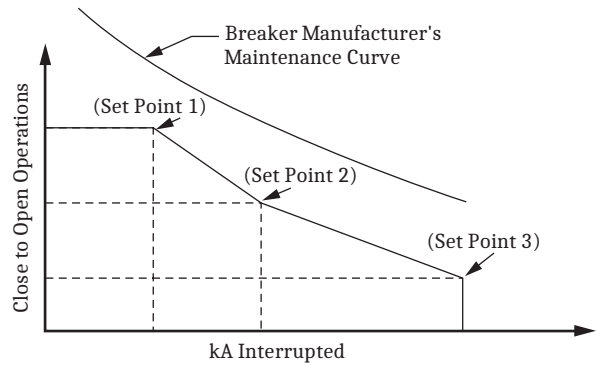 Breaker Manufacturer's
Maintenance Curve
(Set Point 1)
(Set Point 2)
(Set Point 3)
Close to Open Operations
kA Interrupted